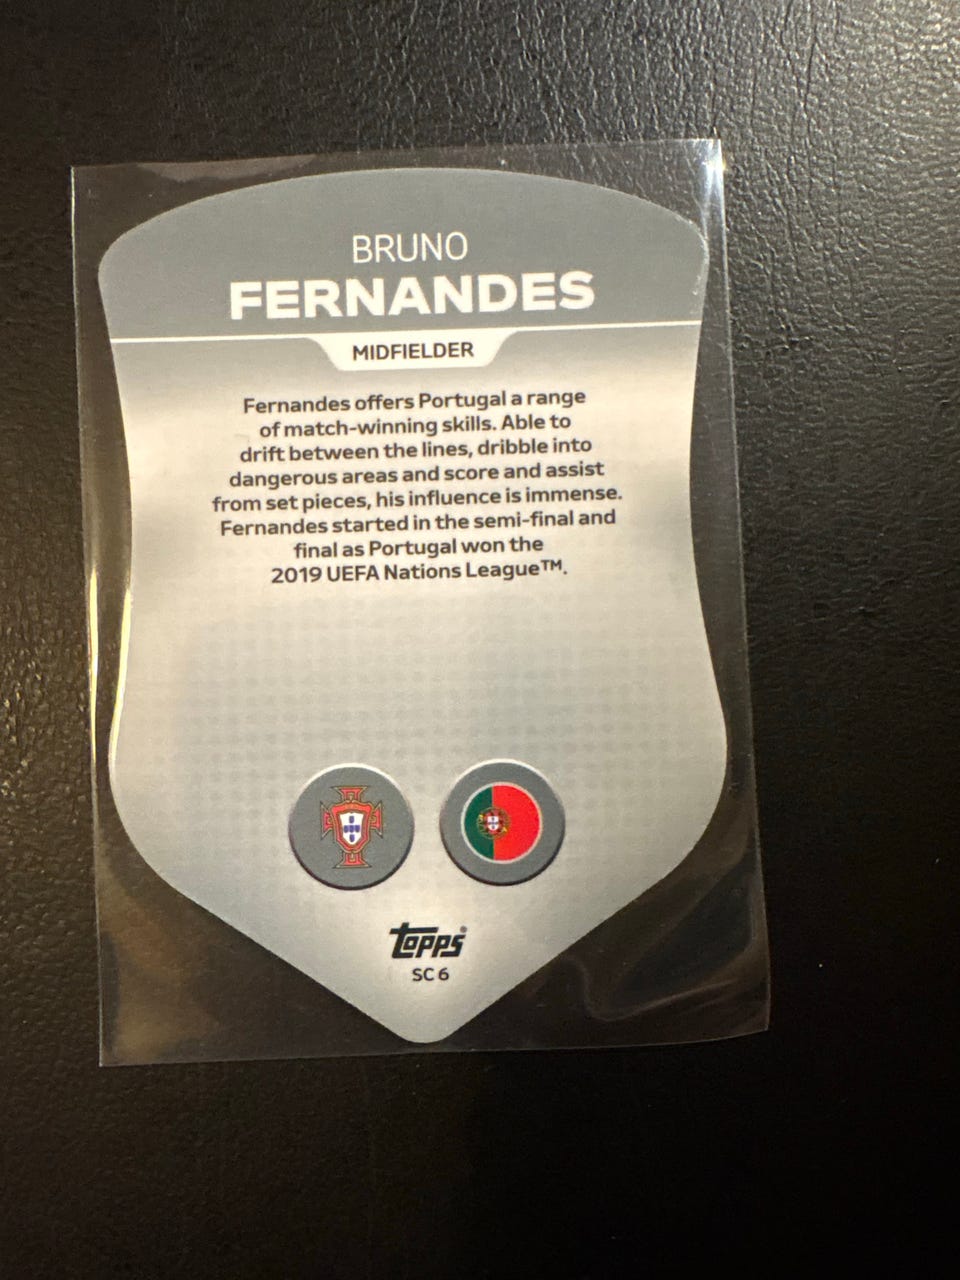 BRUNO
FERNANDES
MIDFIELDER
Fernandes offers Portugal a range
of match-winning skills. Able to
drift between the lines, dribble into
dangerous areas and score and assist
from set pieces, his influence is immense.
Fernandes started in the semi-final and
final as Portugal won the
2019 UEFA Nations League™.
topps®
SC 6